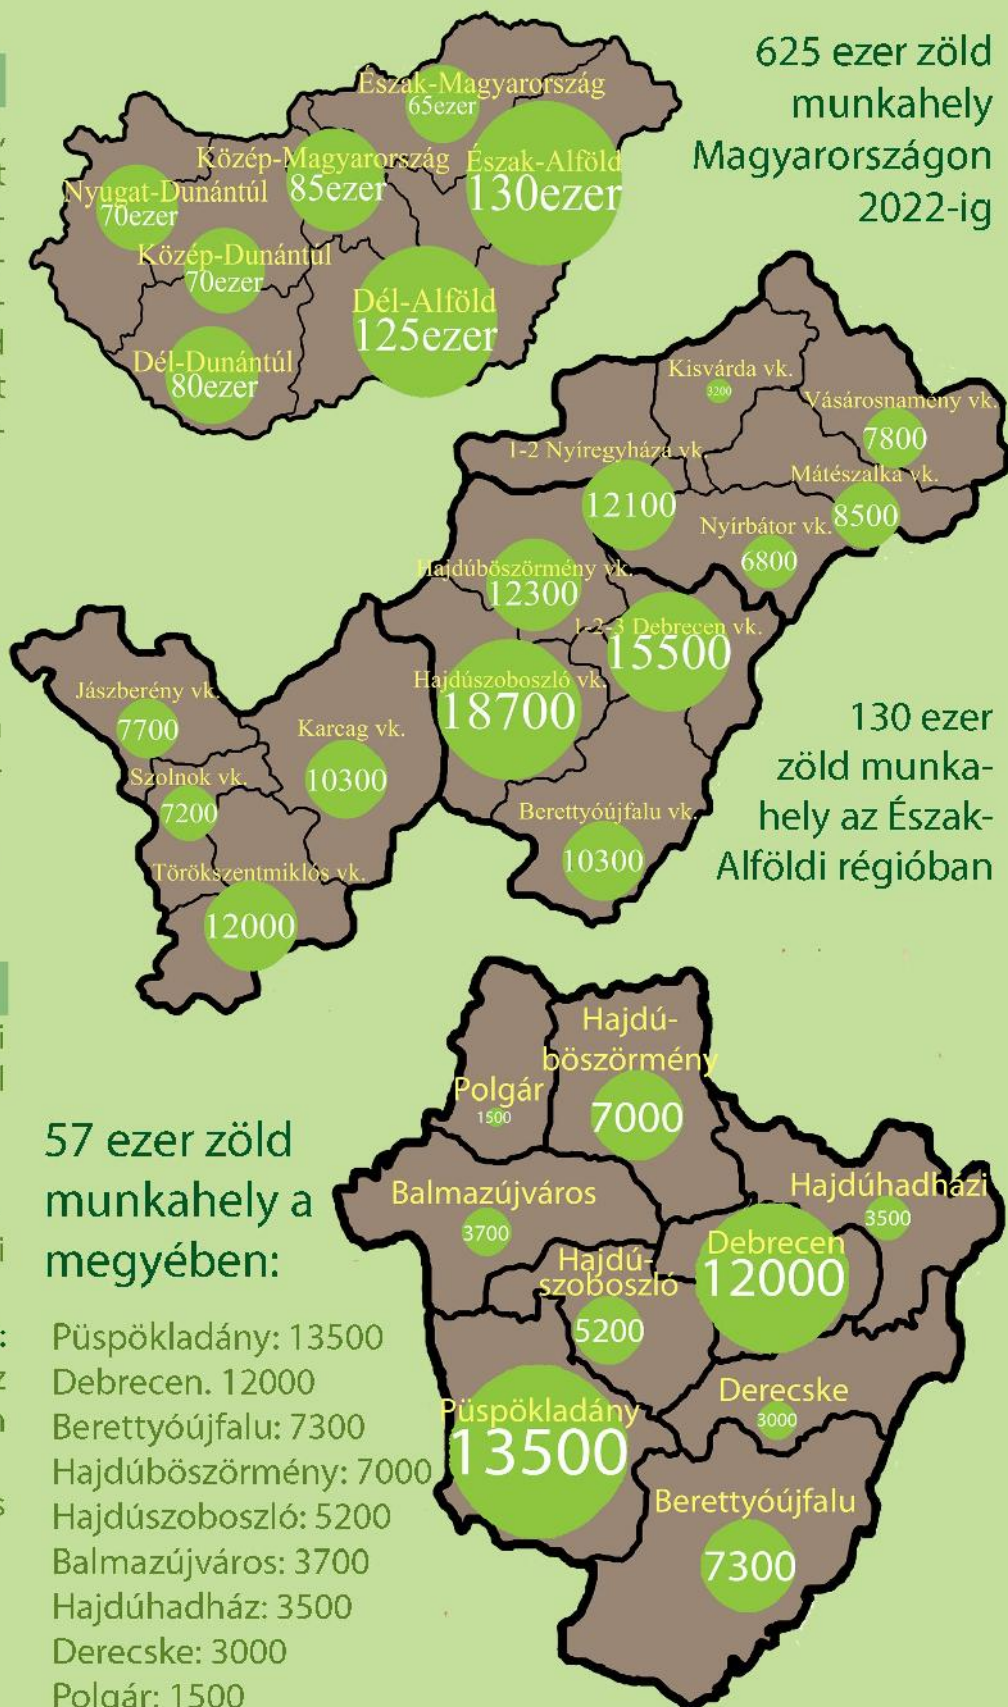 625 ezer zöld
munkahely
Magyarországon
2022-ig
Észak-Magyarország
65ezer
Közép-Magyarország
85ezer
Észak-Alföld
130ezer
Nyugat-Dunántúl
70ezer
Közép-Dunántúl
70ezer
Dél-Alföld
125ezer
Dél-Dunántúl
80ezer
Kisvárda vk.
3200
Vásárosnamény vk.
7800
1-2 Nyíregyháza vk.
12100
Mátészalka vk.
8500
Nyírbátor vk.
6800
Hajdúböszörmény vk.
12300
1-2-3 Debrecen vk.
15500
Hajdúszoboszló vk.
18700
Jászberény vk.
7700
Karcag vk.
10300
Szolnok vk.
7200
Berettyóújfalu vk.
10300
Törökszentmiklós vk.
12000
130 ezer
zöld munka-
hely az Észak-
Alföldi régióban
Hajdú-
böszörmény
7000
Polgár
1500
Balmazújváros
3700
Hajdúhadházi
3500
Debrecen
12000
Hajdú-
szoboszló
5200
Derecske
3000
Püspökladány
13500
Berettyóújfalu
7300
57 ezer zöld
munkahely a
megyében:
Püspökladány: 13500
Debrecen. 12000
Berettyóújfalu: 7300
Hajdúböszörmény: 7000
Hajdúszoboszló: 5200
Balmazújváros: 3700
Hajdúhadház: 3500
Derecske: 3000
Polgár: 1500